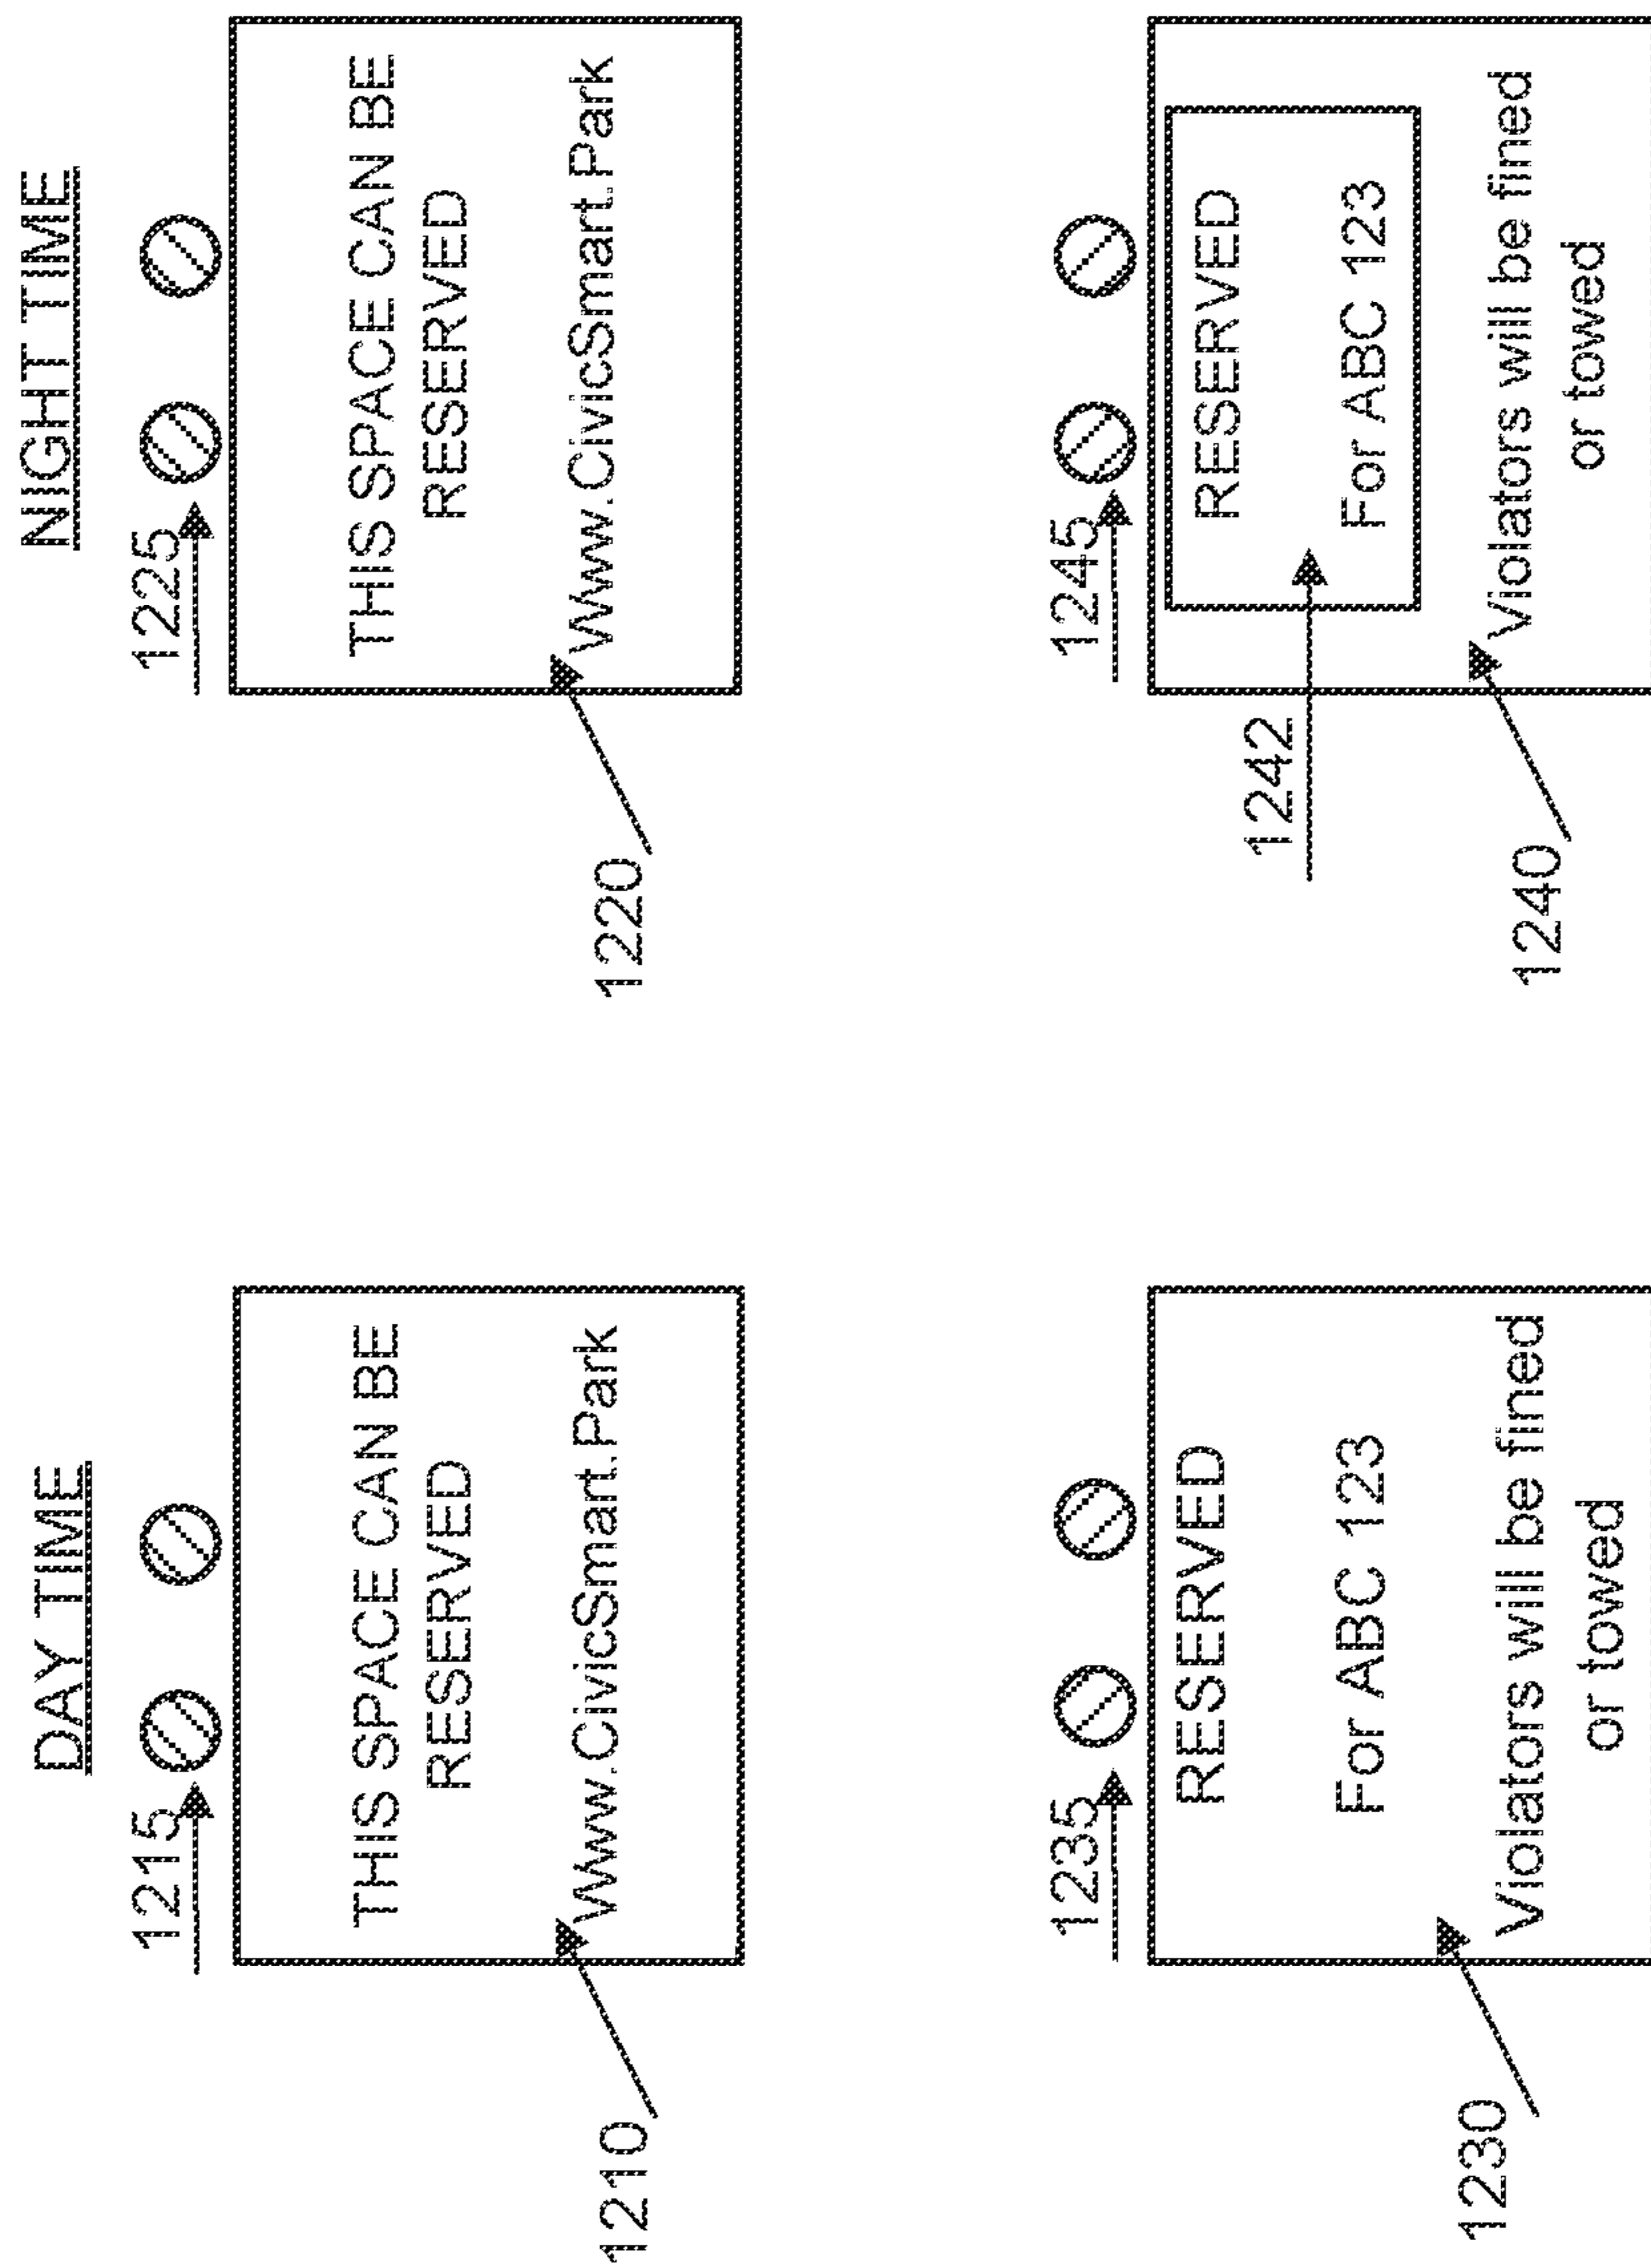 DAY TIME
1215
THIS SPACE CAN BE
RESERVED
Www.CivicSmart.Park
1210
NIGHT TIME
1225
THIS SPACE CAN BE
RESERVED
Www.CivicSmart.Park
1220
1235
RESERVED
For ABC 123
Violators will be fined
or towed
1230
1245
RESERVED
For ABC 123
1242
Violators will be fined
or towed
1240